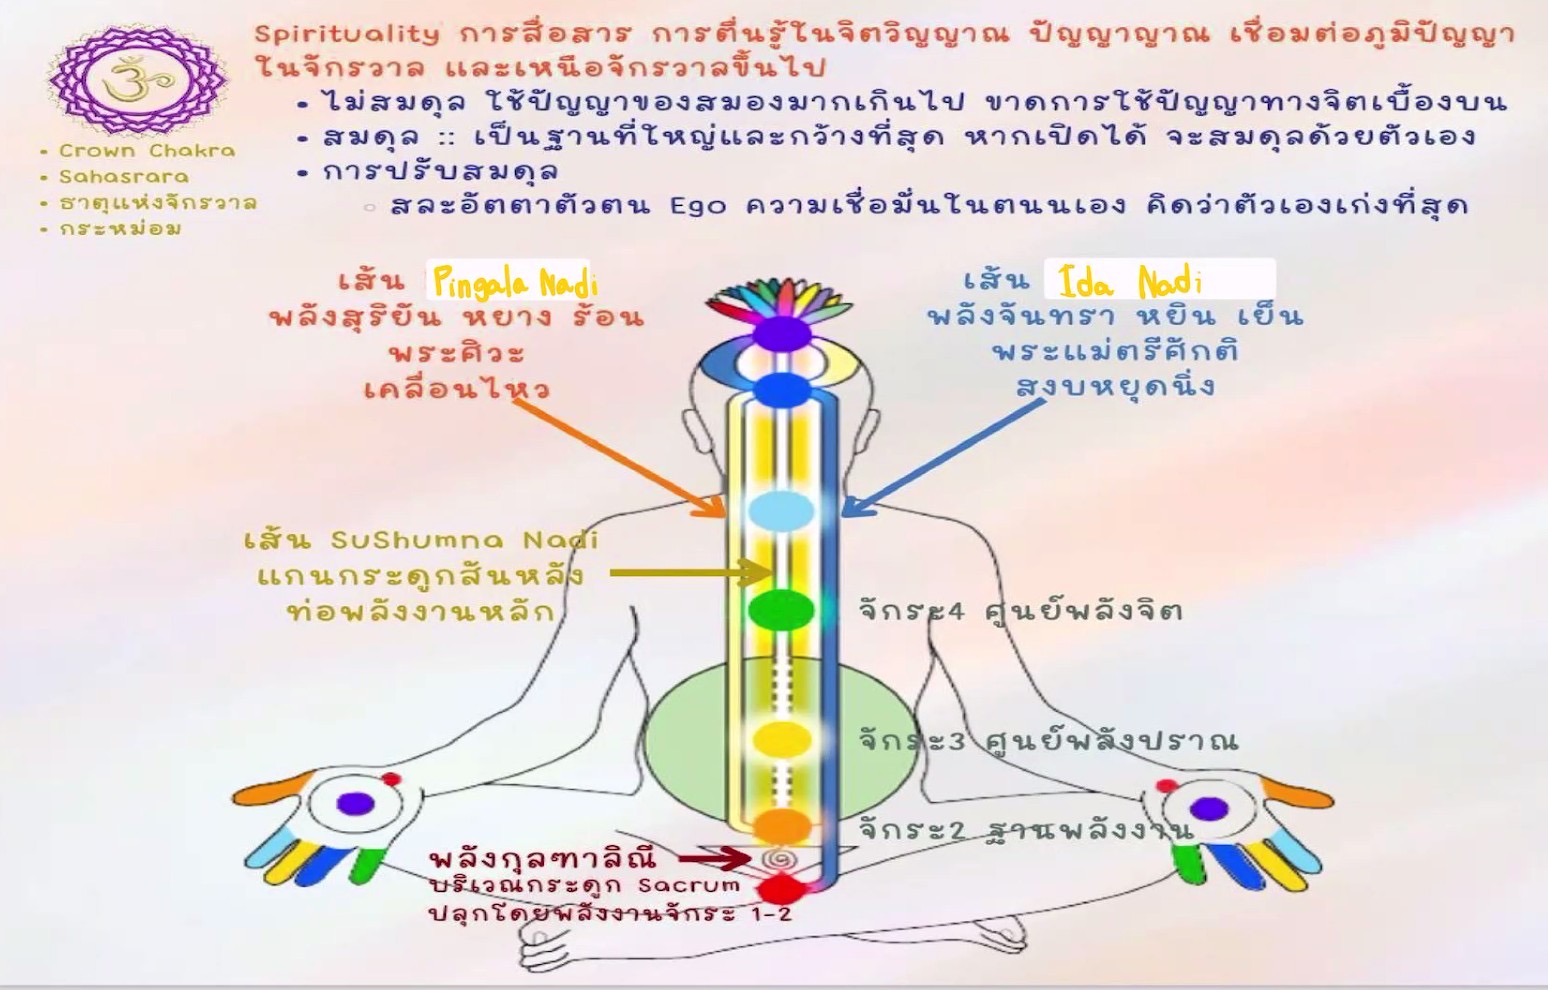 Spirituality การสื่อสาร การตื่นรู้ในจิตวิญญาณ ปัญญาญาณ เชื่อมต่อภูมิปัญญา
ในจักรวาล และเหนือจักรวาลขึ้นไป
• ไม่สมดุล ใช้ปัญญาของสมองมากเกินไป ขาดการใช้ปัญญาทางจิตเบื้องบน
• สมดุล :: เป็นฐานที่ใหญ่และกว้างที่สุด หากเปิดได้ จะสมดุลด้วยตัวเอง
• การปรับสมดุล
○ สละอัตตาตัวตน Ego ความเชื่อมั่นในตนนเอง คิดว่าตัวเองเก่งที่สุด
ॐ
• Crown Chakra
• Sahasrara
• ธาตุแห่งจักรวาล
• กระหม่อม
เส้น Pingala Nadi
พลังสุริยัน หยาง ร้อน
พระศิวะ
เคลื่อนไหว
เส้น Ida Nadi
พลังจันทรา หยิน เย็น
พระแม่ตรีศักติ
สงบหยุดนิ่ง
เส้น SuShumna Nadi
แกนกระดูกสันหลัง
ท่อพลังงานหลัก
จักระ4 ศูนย์พลังจิต
จักระ3 ศูนย์พลังปราณ
จักระ2 ฐานพลังงาน
พลังกุลฑาลิณี
บริเวณกระดูก Sacrum
ปลุกโดยพลังงานจักระ 1-2